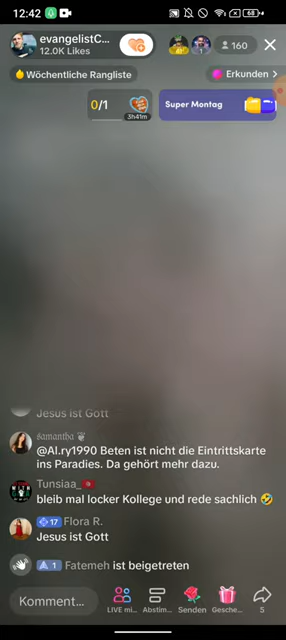 12:42
68
evangelistC...
12.0K Likes
160
Wöchentliche Rangliste
Erkunden >
0/1
3h41m
Super Montag
Jesus ist Gott
𝔰𝔞𝔪𝔞𝔫𝔱𝔥𝔞
@Al.ry1990 Beten ist nicht die Eintrittskarte
ins Paradies. Da gehört mehr dazu.
Tunsiaa_🇹🇳
bleib mal locker Kollege und rede sachlich 🤣
17 Flora R.
Jesus ist Gott
1 Fatemeh ist beigetreten
Komment...
LIVE mi... Abstim... Senden Gesche... 5